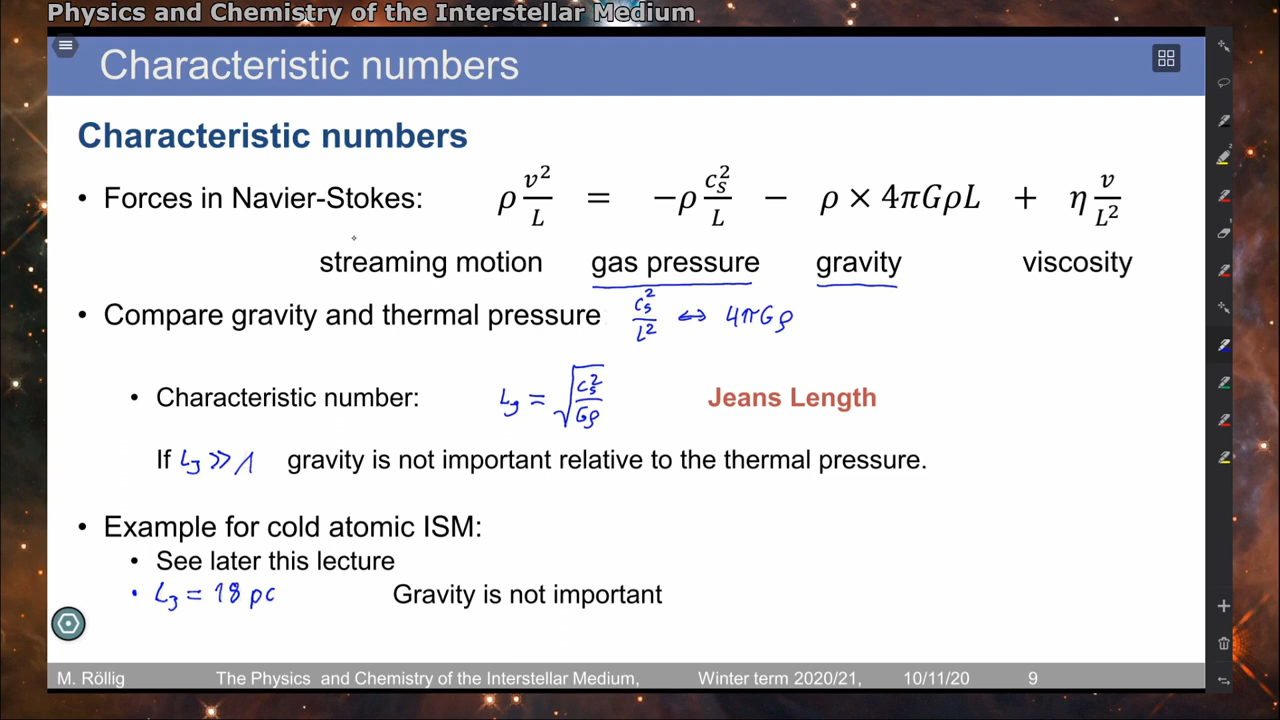 Physics and Chemistry of the Interstellar Medium
Characteristic numbers
Characteristic numbers
• Forces in Navier-Stokes: ρ v²/L = −ρ c_s²/L − ρ × 4πGρL + η v/L²
streaming motion gas pressure gravity viscosity
• Compare gravity and thermal pressure c_s²/L² ↔ 4πGρ
• Characteristic number: L_J = √(c_s²/Gρ) Jeans Length
If L_J >> 1 gravity is not important relative to the thermal pressure.
• Example for cold atomic ISM:
• See later this lecture
• L_J = 18 pc Gravity is not important
M. Röllig The Physics and Chemistry of the Interstellar Medium, Winter term 2020/21, 10/11/20 9